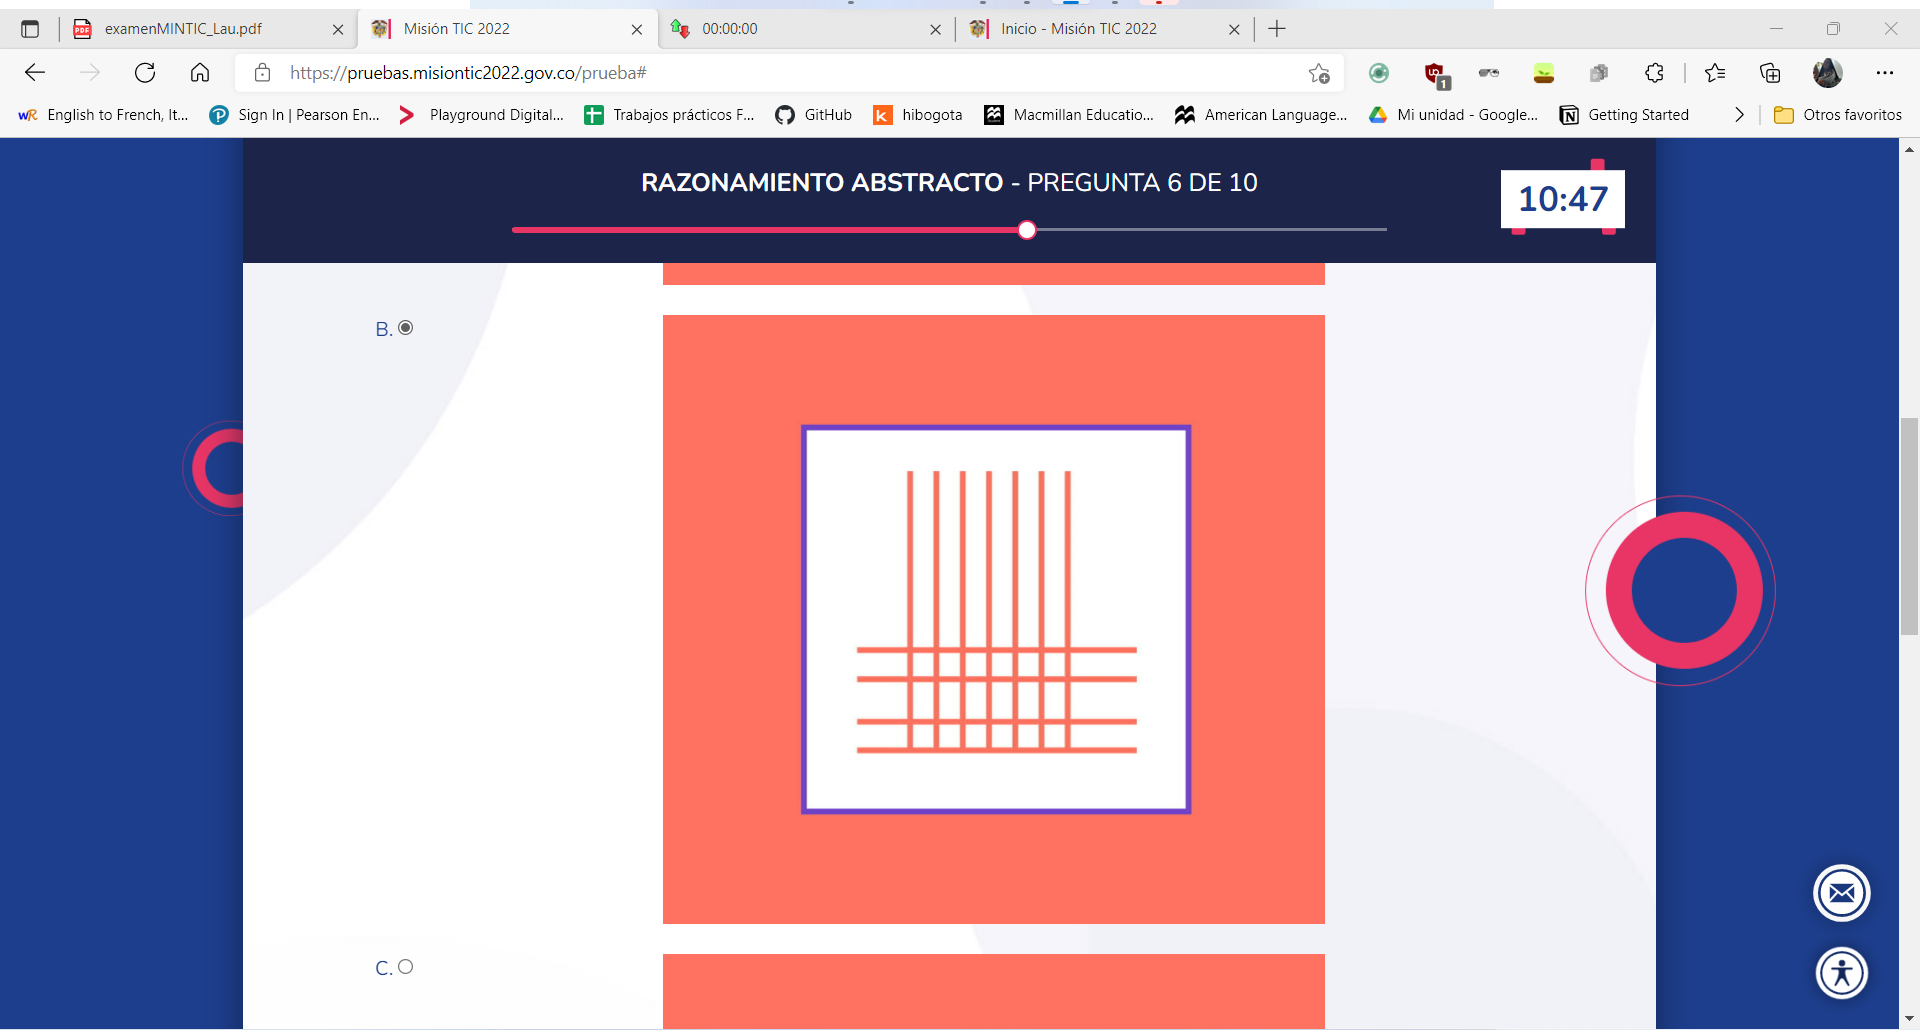 examenMINTIC_Lau.pdf
Misión TIC 2022
00:00:00
Inicio - Misión TIC 2022
https://pruebas.misiontic2022.gov.co/prueba#
1
English to French, It...
Sign In | Pearson En...
Playground Digital...
Trabajos prácticos F...
GitHub
hibogota
Macmillan Educatio...
American Language...
Mi unidad - Google...
Getting Started
Otros favoritos
RAZONAMIENTO ABSTRACTO - PREGUNTA 6 DE 10
10:47
B.
C.